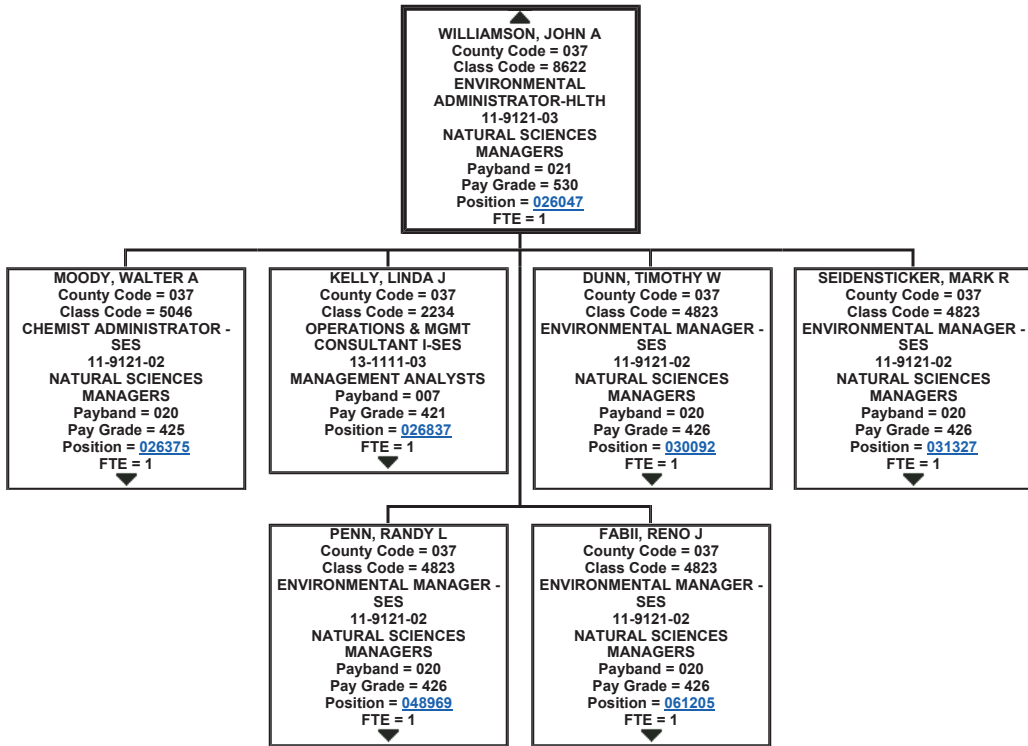 WILLIAMSON, JOHN A
County Code = 037
Class Code = 8622
ENVIRONMENTAL
ADMINISTRATOR-HLTH
11-9121-03
NATURAL SCIENCES
MANAGERS
Payband = 021
Pay Grade = 530
Position = 026047
FTE = 1
MOODY, WALTER A
County Code = 037
Class Code = 5046
CHEMIST ADMINISTRATOR -
SES
11-9121-02
NATURAL SCIENCES
MANAGERS
Payband = 020
Pay Grade = 425
Position = 026375
FTE = 1
KELLY, LINDA J
County Code = 037
Class Code = 2234
OPERATIONS & MGMT
CONSULTANT I-SES
13-1111-03
MANAGEMENT ANALYSTS
Payband = 007
Pay Grade = 421
Position = 026837
FTE = 1
DUNN, TIMOTHY W
County Code = 037
Class Code = 4823
ENVIRONMENTAL MANAGER -
SES
11-9121-02
NATURAL SCIENCES
MANAGERS
Payband = 020
Pay Grade = 426
Position = 030092
FTE = 1
SEIDENSTICKER, MARK R
County Code = 037
Class Code = 4823
ENVIRONMENTAL MANAGER -
SES
11-9121-02
NATURAL SCIENCES
MANAGERS
Payband = 020
Pay Grade = 426
Position = 031327
FTE = 1
PENN, RANDY L
County Code = 037
Class Code = 4823
ENVIRONMENTAL MANAGER -
SES
11-9121-02
NATURAL SCIENCES
MANAGERS
Payband = 020
Pay Grade = 426
Position = 048969
FTE = 1
FABII, RENO J
County Code = 037
Class Code = 4823
ENVIRONMENTAL MANAGER -
SES
11-9121-02
NATURAL SCIENCES
MANAGERS
Payband = 020
Pay Grade = 426
Position = 061205
FTE = 1